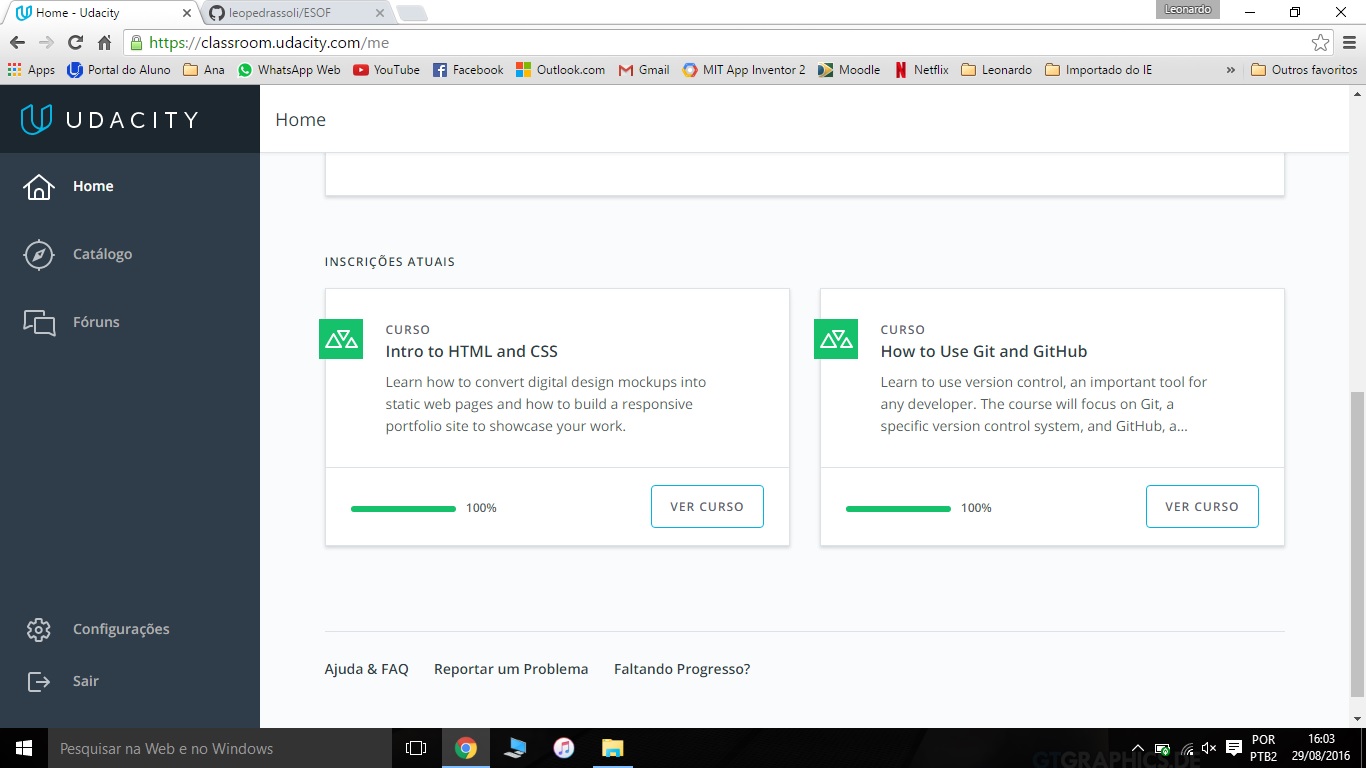 Home - Udacity
leopedrassoli/ESOF
Leonardo
https://classroom.udacity.com/me
Apps
Portal do Aluno
Ana
WhatsApp Web
YouTube
Facebook
Outlook.com
Gmail
MIT App Inventor 2
Moodle
Netflix
Leonardo
Importado do IE
»
Outros favoritos
UDACITY
Home
Home
Catálogo
Fóruns
Configurações
Sair
INSCRIÇÕES ATUAIS
CURSO
Intro to HTML and CSS
Learn how to convert digital design mockups into
static web pages and how to build a responsive
portfolio site to showcase your work.
100%
VER CURSO
CURSO
How to Use Git and GitHub
Learn to use version control, an important tool for
any developer. The course will focus on Git, a
specific version control system, and GitHub, a...
100%
VER CURSO
Ajuda & FAQ
Reportar um Problema
Faltando Progresso?
Pesquisar na Web e no Windows
GTGRAPHICS.DE
POR
PTB2
16:03
29/08/2016